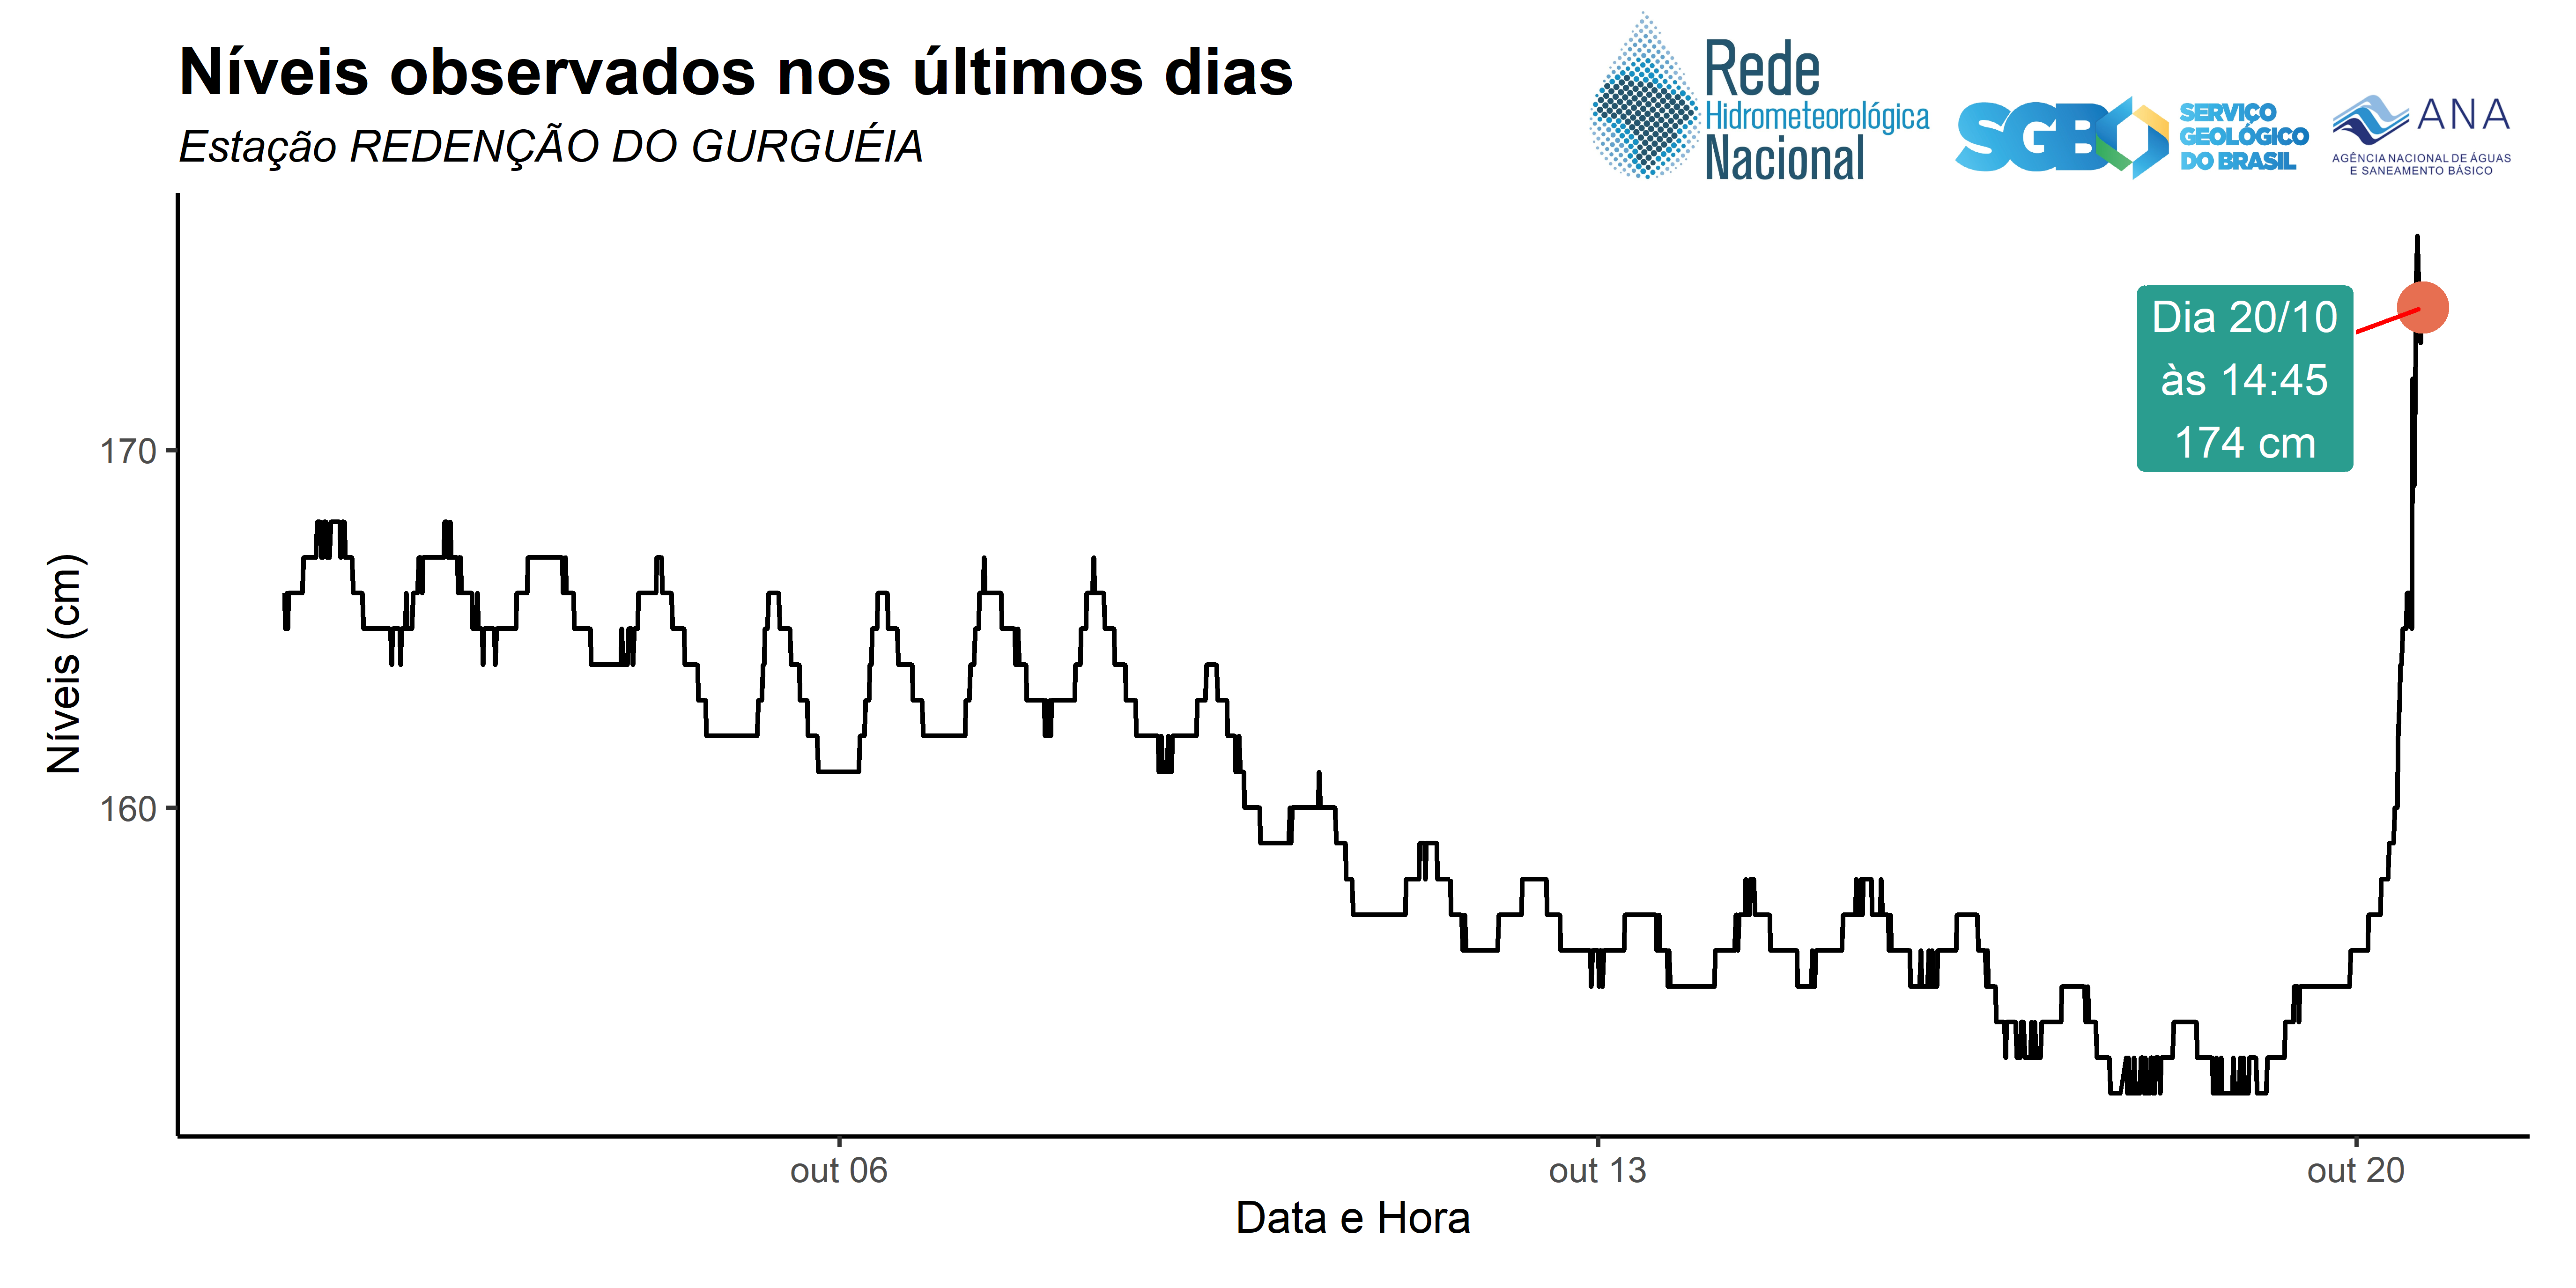 Níveis observados nos últimos dias
Estação REDENÇÃO DO GURGUÉIA
Rede
Hidrometeorológica
Nacional
SGB
SERVIÇO
GEOLÓGICO
DO BRASIL
ANA
AGÊNCIA NACIONAL DE ÁGUAS
E SANEAMENTO BÁSICO
Dia 20/10
às 14:45
174 cm
170
160
Níveis (cm)
out 06
out 13
out 20
Data e Hora